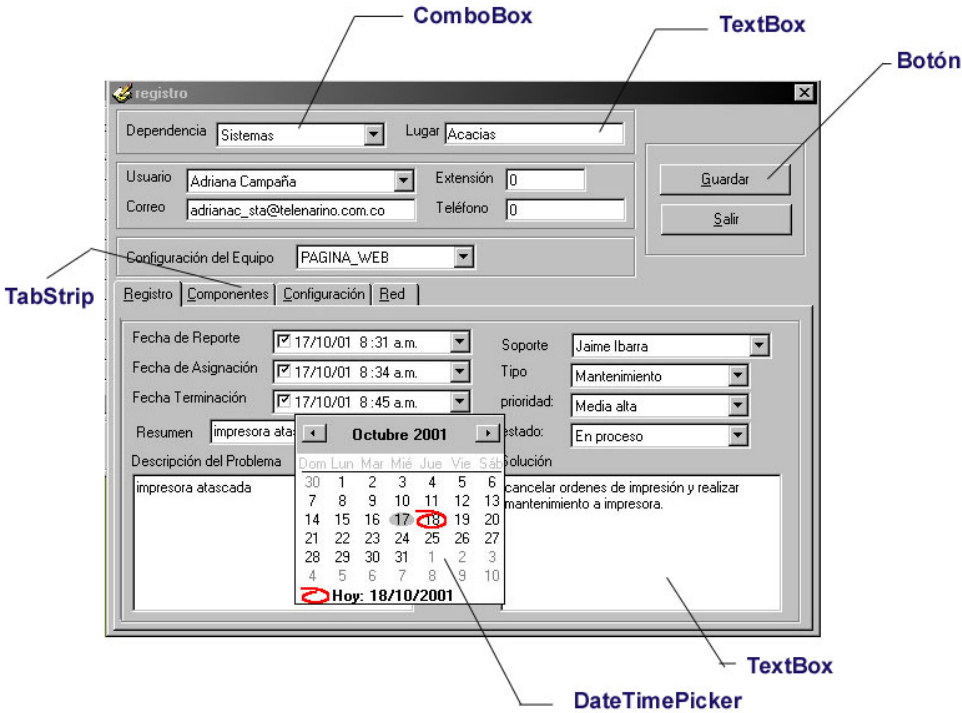 ComboBox
TextBox
Botón
registro
Dependencia Sistemas Lugar Acacias
Usuario Adriana Campaña Extensión 0
Guardar
Correo adrianac_sta@telenarino.com.co Teléfono 0
Salir
Configuración del Equipo PAGINA_WEB
TabStrip
Registro Componentes Configuración Red
Fecha de Reporte 17/10/01 8:31 a.m. Soporte Jaime Ibarra
Fecha de Asignación 17/10/01 8:34 a.m. Tipo Mantenimiento
Fecha Terminación 17/10/01 8:45 a.m. prioridad: Media alta
Resumen impresora atas estado: En proceso
Descripción del Problema Solución
impresora atascada
cancelar ordenes de impresión y realizar
mantenimiento a impresora.
Octubre 2001
Dom Lun Mar Mié Jue Vie Sáb
30 1 2 3 4 5 6
7 8 9 10 11 12 13
14 15 16 17 18 19 20
21 22 23 24 25 26 27
28 29 30 31 1 2 3
4 5 6 7 8 9 10
Hoy: 18/10/2001
TextBox
DateTimePicker